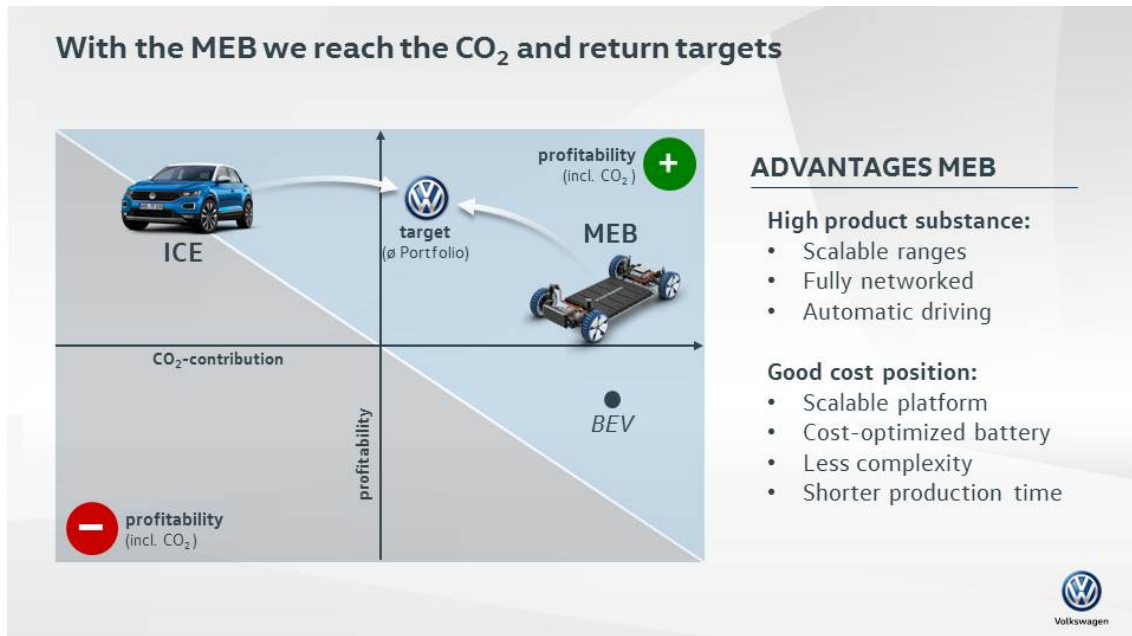 With the MEB we reach the CO₂ and return targets
profitability
(incl. CO₂)
+
ICE
target
(ø Portfolio)
MEB
CO₂-contribution
profitability
BEV
profitability
(incl. CO₂)
ADVANTAGES MEB
High product substance:
• Scalable ranges
• Fully networked
• Automatic driving
Good cost position:
• Scalable platform
• Cost-optimized battery
• Less complexity
• Shorter production time
Volkswagen